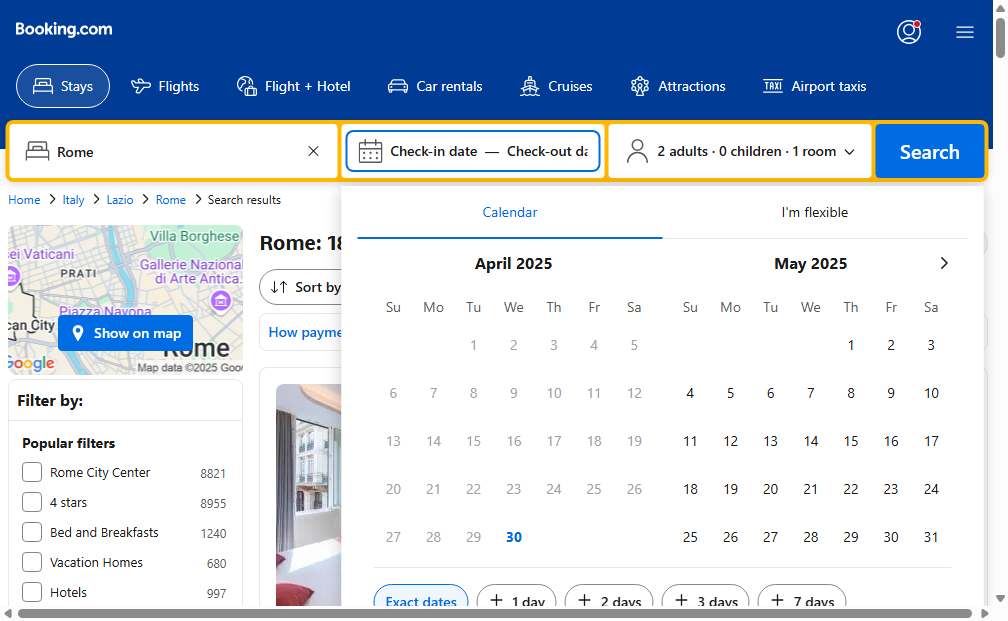 Booking.com
Stays
Flights
Flight + Hotel
Car rentals
Cruises
Attractions
TAXI Airport taxis
Rome
Check-in date — Check-out da
2 adults · 0 children · 1 room
Search
Home > Italy > Lazio > Rome > Search results
Villa Borghese
sei Vaticani
PRATI
Gallerie Nazional
di Arte Antica.
Piazza Navona
can City
Show on map
Rome
Google
Map data ©2025 Goo
Filter by:
Popular filters
Rome City Center 8821
4 stars 8955
Bed and Breakfasts 1240
Vacation Homes 680
Hotels 997
Rome: 18
Sort by
How payme
Calendar
I'm flexible
April 2025
Su Mo Tu We Th Fr Sa
1 2 3 4 5
6 7 8 9 10 11 12
13 14 15 16 17 18 19
20 21 22 23 24 25 26
27 28 29 30
May 2025
Su Mo Tu We Th Fr Sa
1 2 3
4 5 6 7 8 9 10
11 12 13 14 15 16 17
18 19 20 21 22 23 24
25 26 27 28 29 30 31
Exact dates
+ 1 day
+ 2 days
+ 3 days
+ 7 days